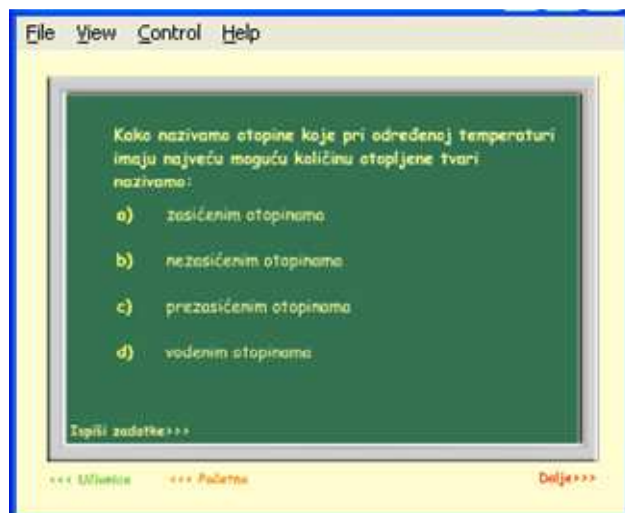 File View Control Help
Kako nazivamo otopine koje pri određenoj temperaturi
imaju najveću moguću količinu otopljene tvari
nazivamo:
a) zasićenim otopinama
b) nezasićenim otopinama
c) prezasićenim otopinama
d) vodenim otopinama
Ispiši zadatke>>>
<<< Učionica <<< Početna Dalje>>>